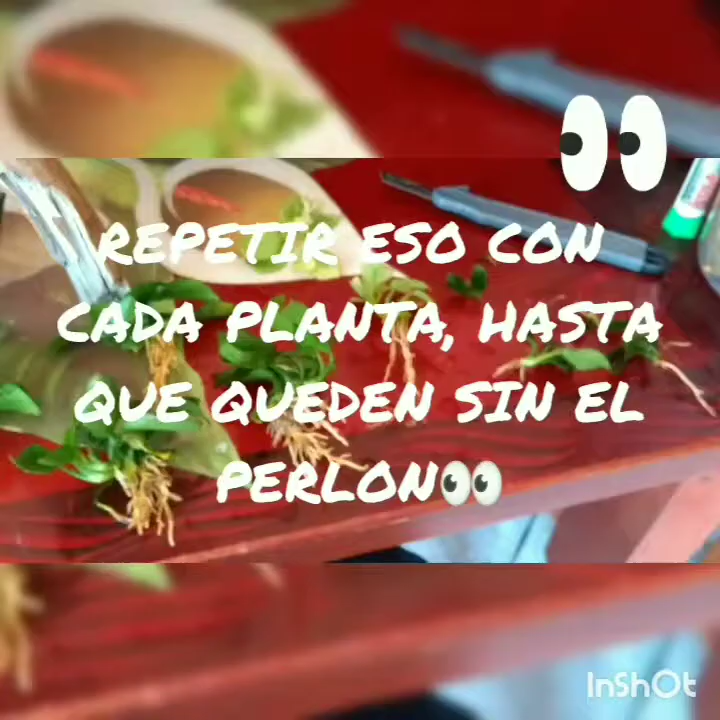 REPETIR ESO CON
CADA PLANTA, HASTA
QUE QUEDEN SIN EL
PERLON👀
InShOt